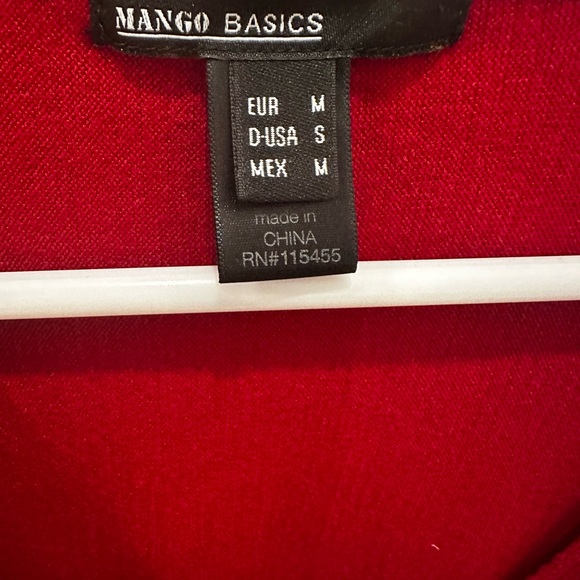 MANGO BASICS
EUR M
D-USA S
MEX M
made in
CHINA
RN#115455